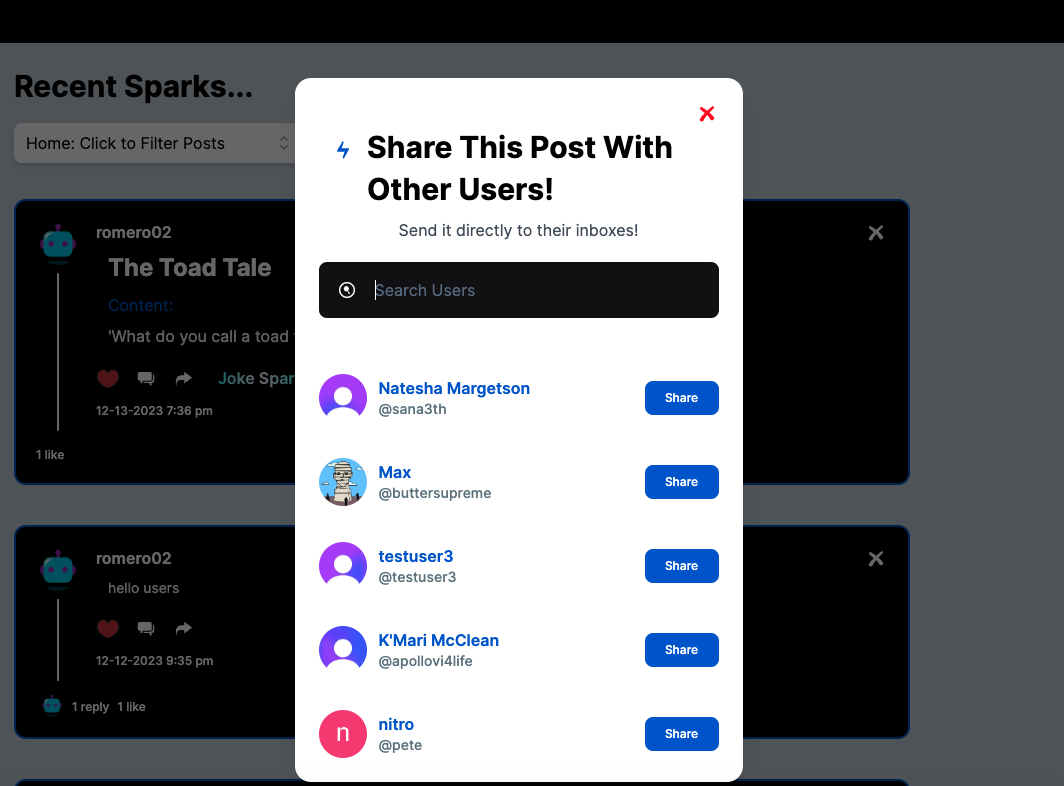 Recent Sparks...
Home: Click to Filter Posts
romero02
The Toad Tale
Content:
'What do you call a toad
Joke Spar
12-13-2023 7:36 pm
1 like
romero02
hello users
12-12-2023 9:35 pm
1 reply 1 like
Share This Post With
Other Users!
Send it directly to their inboxes!
Search Users
Natesha Margetson
@sana3th
Share
Max
@buttersupreme
Share
testuser3
@testuser3
Share
K'Mari McClean
@apollovi4life
Share
n
nitro
@pete
Share